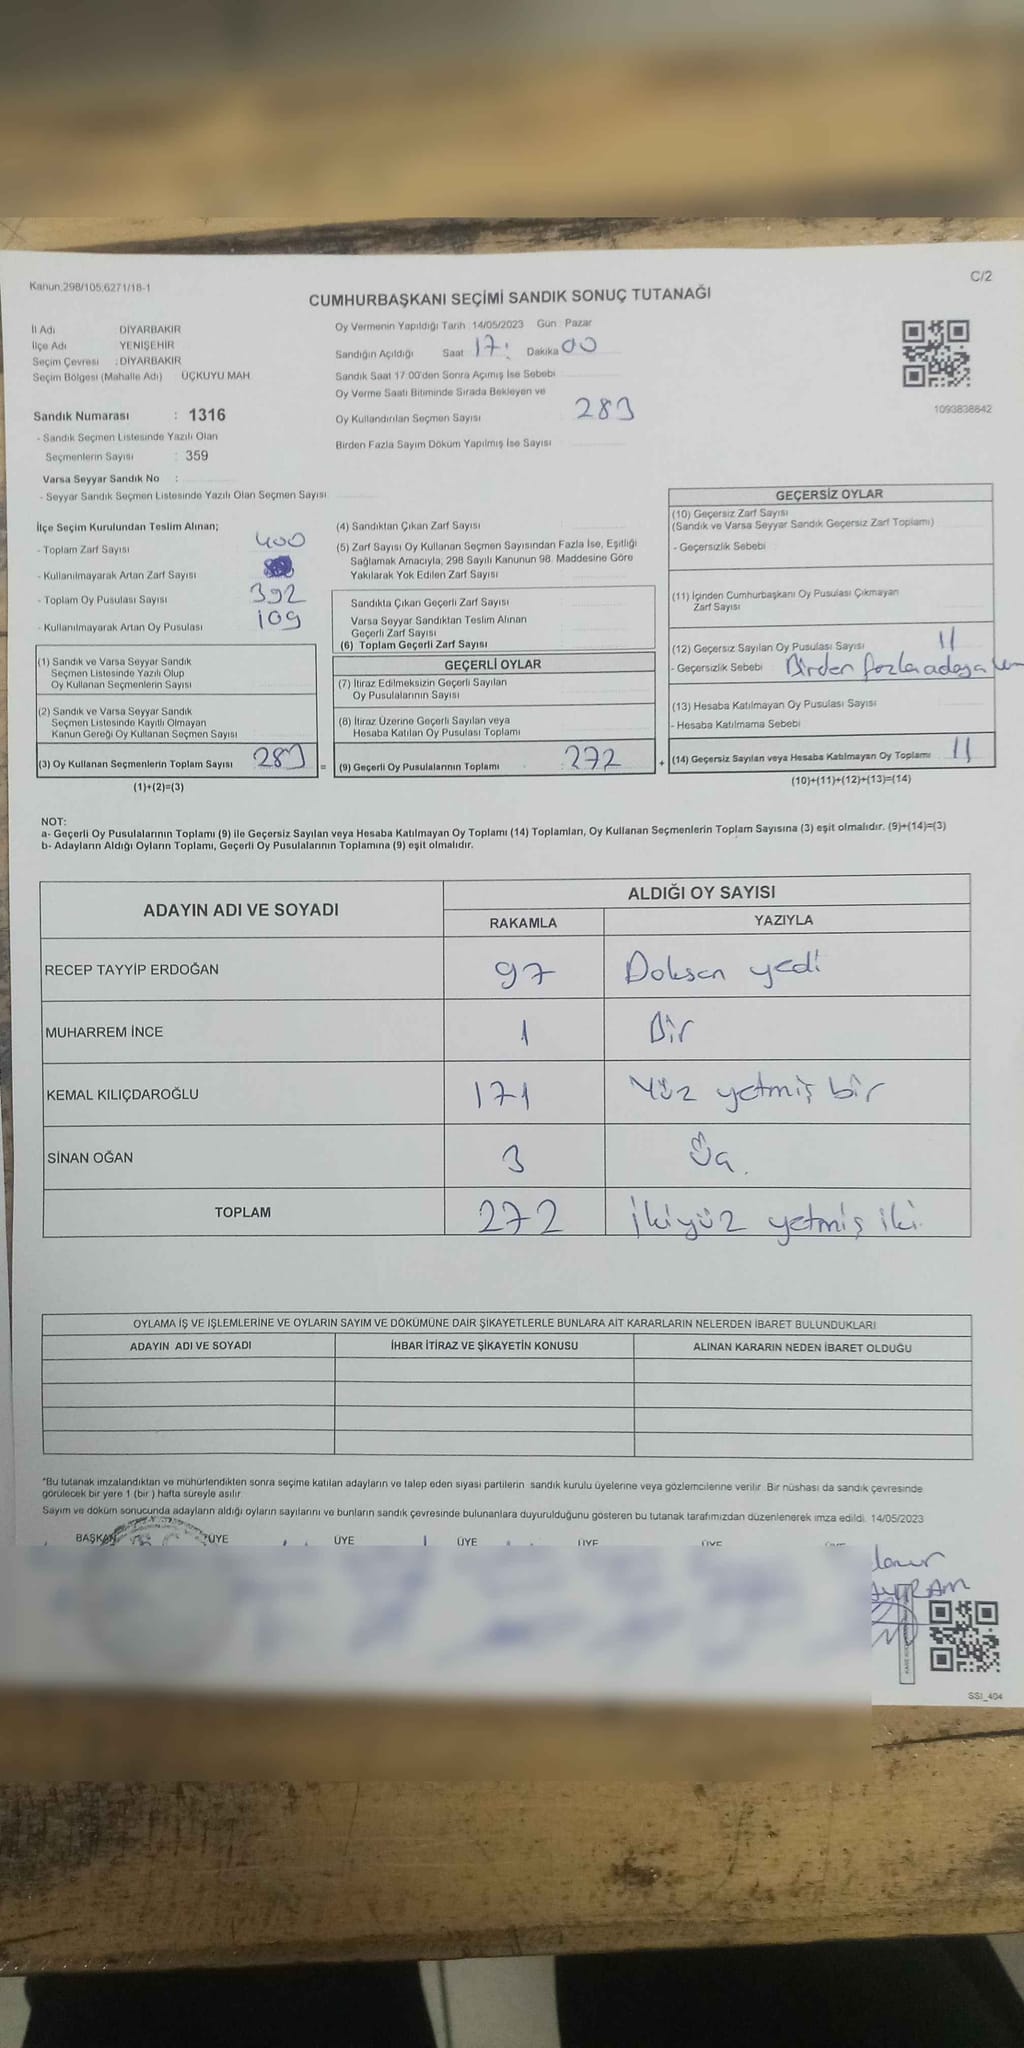 Kanun:298/105;6271/18-1
C/2
CUMHURBAŞKANI SEÇİMİ SANDIK SONUÇ TUTANAĞI
İl Adı DİYARBAKIR
İlçe Adı YENİŞEHİR
Seçim Çevresi : DİYARBAKIR
Seçim Bölgesi (Mahalle Adı) ÜÇKUYU MAH
Sandık Numarası : 1316
- Sandık Seçmen Listesinde Yazılı Olan
Seçmenlerin Sayısı : 359
Varsa Seyyar Sandık No :
- Seyyar Sandık Seçmen Listesinde Yazılı Olan Seçmen Sayısı
Oy Vermenin Yapıldığı Tarih 14/05/2023 Gün : Pazar
Sandığın Açıldığı Saat 17: Dakika 00
Sandık Saat 17:00'den Sonra Açımış İse Sebebi
Oy Verme Saati Bitiminde Sırada Bekleyen ve
Oy Kullandırılan Seçmen Sayısı 283
Birden Fazla Sayım Döküm Yapılmış İse Sayısı
1093838642
İlçe Seçim Kurulundan Teslim Alınan;
- Toplam Zarf Sayısı 400
- Kullanılmayarak Artan Zarf Sayısı
- Toplam Oy Pusulası Sayısı 392
- Kullanılmayarak Artan Oy Pusulası 109
(1) Sandık ve Varsa Seyyar Sandık
Seçmen Listesinde Yazılı Olup
Oy Kullanan Seçmenlerin Sayısı
(2) Sandık ve Varsa Seyyar Sandık
Seçmen Listesinde Kayıtlı Olmayan
Kanun Gereği Oy Kullanan Seçmen Sayısı
(3) Oy Kullanan Seçmenlerin Toplam Sayısı 283 =
(1)+(2)=(3)
(4) Sandıktan Çıkan Zarf Sayısı
(5) Zarf Sayısı Oy Kullanan Seçmen Sayısından Fazla İse, Eşitliği
Sağlamak Amacıyla, 298 Sayılı Kanunun 98. Maddesine Göre
Yakılarak Yok Edilen Zarf Sayısı
Sandıkta Çıkan Geçerli Zarf Sayısı
Varsa Seyyar Sandıktan Teslim Alınan
Geçerli Zarf Sayısı
(6) Toplam Geçerli Zarf Sayısı
GEÇERLİ OYLAR
(7) İtiraz Edilmeksizin Geçerli Sayılan
Oy Pusulalarının Sayısı
(8) İtiraz Üzerine Geçerli Sayılan veya
Hesaba Katılan Oy Pusulası Toplamı
(9) Geçerli Oy Pusulalarının Toplamı : 272 +
GEÇERSİZ OYLAR
(10) Geçersiz Zarf Sayısı
(Sandık ve Varsa Seyyar Sandık Geçersiz Zarf Toplamı)
- Geçersizlik Sebebi
(11) İçinden Cumhurbaşkanı Oy Pusulası Çıkmayan
Zarf Sayısı
(12) Geçersiz Sayılan Oy Pusulası Sayısı 11
- Geçersizlik Sebebi Birden fazla adaya
(13) Hesaba Katılmayan Oy Pusulası Sayısı
- Hesaba Katılmama Sebebi
(14) Geçersiz Sayılan veya Hesaba Katılmayan Oy Toplamı 11
(10)+(11)+(12)+(13)=(14)
NOT:
a- Geçerli Oy Pusulalarının Toplamı (9) ile Geçersiz Sayılan veya Hesaba Katılmayan Oy Toplamı (14) Toplamları, Oy Kullanan Seçmenlerin Toplam Sayısına (3) eşit olmalıdır. (9)+(14)=(3)
b- Adayların Aldığı Oyların Toplamı, Geçerli Oy Pusulalarının Toplamına (9) eşit olmalıdır.
ADAYIN ADI VE SOYADI ALDIĞI OY SAYISI
RAKAMLA YAZIYLA
RECEP TAYYİP ERDOĞAN 97 Doksan yedi
MUHARREM İNCE 1 Bir
KEMAL KILIÇDAROĞLU 171 Yüz yetmiş bir
SİNAN OĞAN 3 Üç
TOPLAM 272 İkiyüz yetmiş iki
OYLAMA İŞ VE İŞLEMLERİNE VE OYLARIN SAYIM VE DÖKÜMÜNE DAİR ŞİKAYETLERLE BUNLARA AİT KARARLARIN NELERDEN İBARET BULUNDUKLARI
ADAYIN ADI VE SOYADI İHBAR İTİRAZ VE ŞİKAYETİN KONUSU ALINAN KARARIN NEDEN İBARET OLDUĞU
*Bu tutanak imzalandıktan ve mühürlendikten sonra seçime katılan adayların ve talep eden siyasi partilerin sandık kurulu üyelerine veya gözlemcilerine verilir. Bir nüshası da sandık çevresinde
görülecek bir yere 1 (bir ) hafta süreyle asılır.
Sayım ve döküm sonucunda adayların aldığı oyların sayılarını ve bunların sandık çevresinde bulunanlara duyurulduğunu gösteren bu tutanak tarafımızdan düzenlenerek imza edildi. 14/05/2023
BAŞKAN ÜYE ÜYE ÜYE ÜYE ÜYE
SSI_404